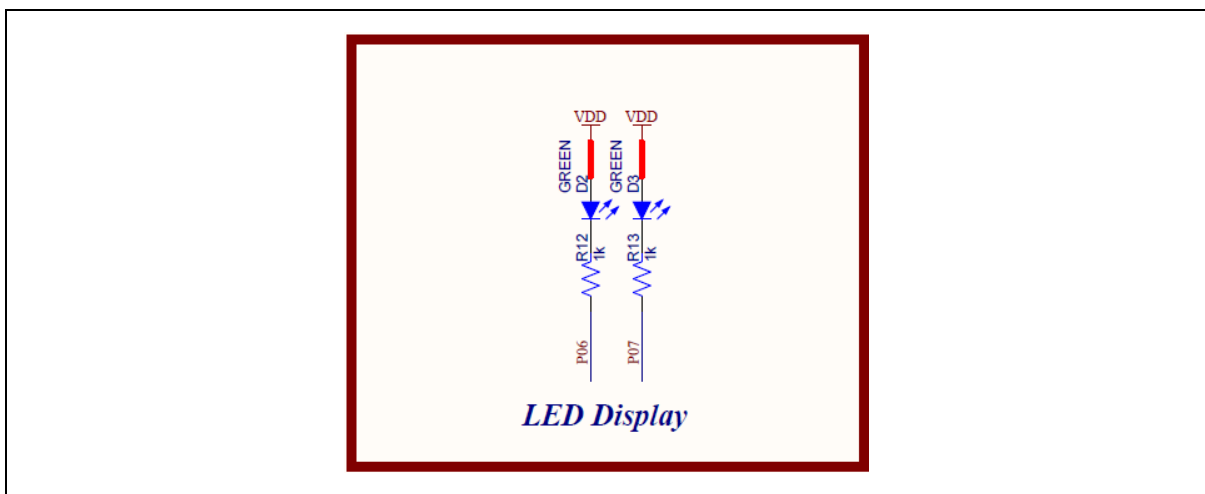 VDD VDD
GREEN
D2
GREEN
D3
R12
1k
R13
1k
P06
P07
LED Display